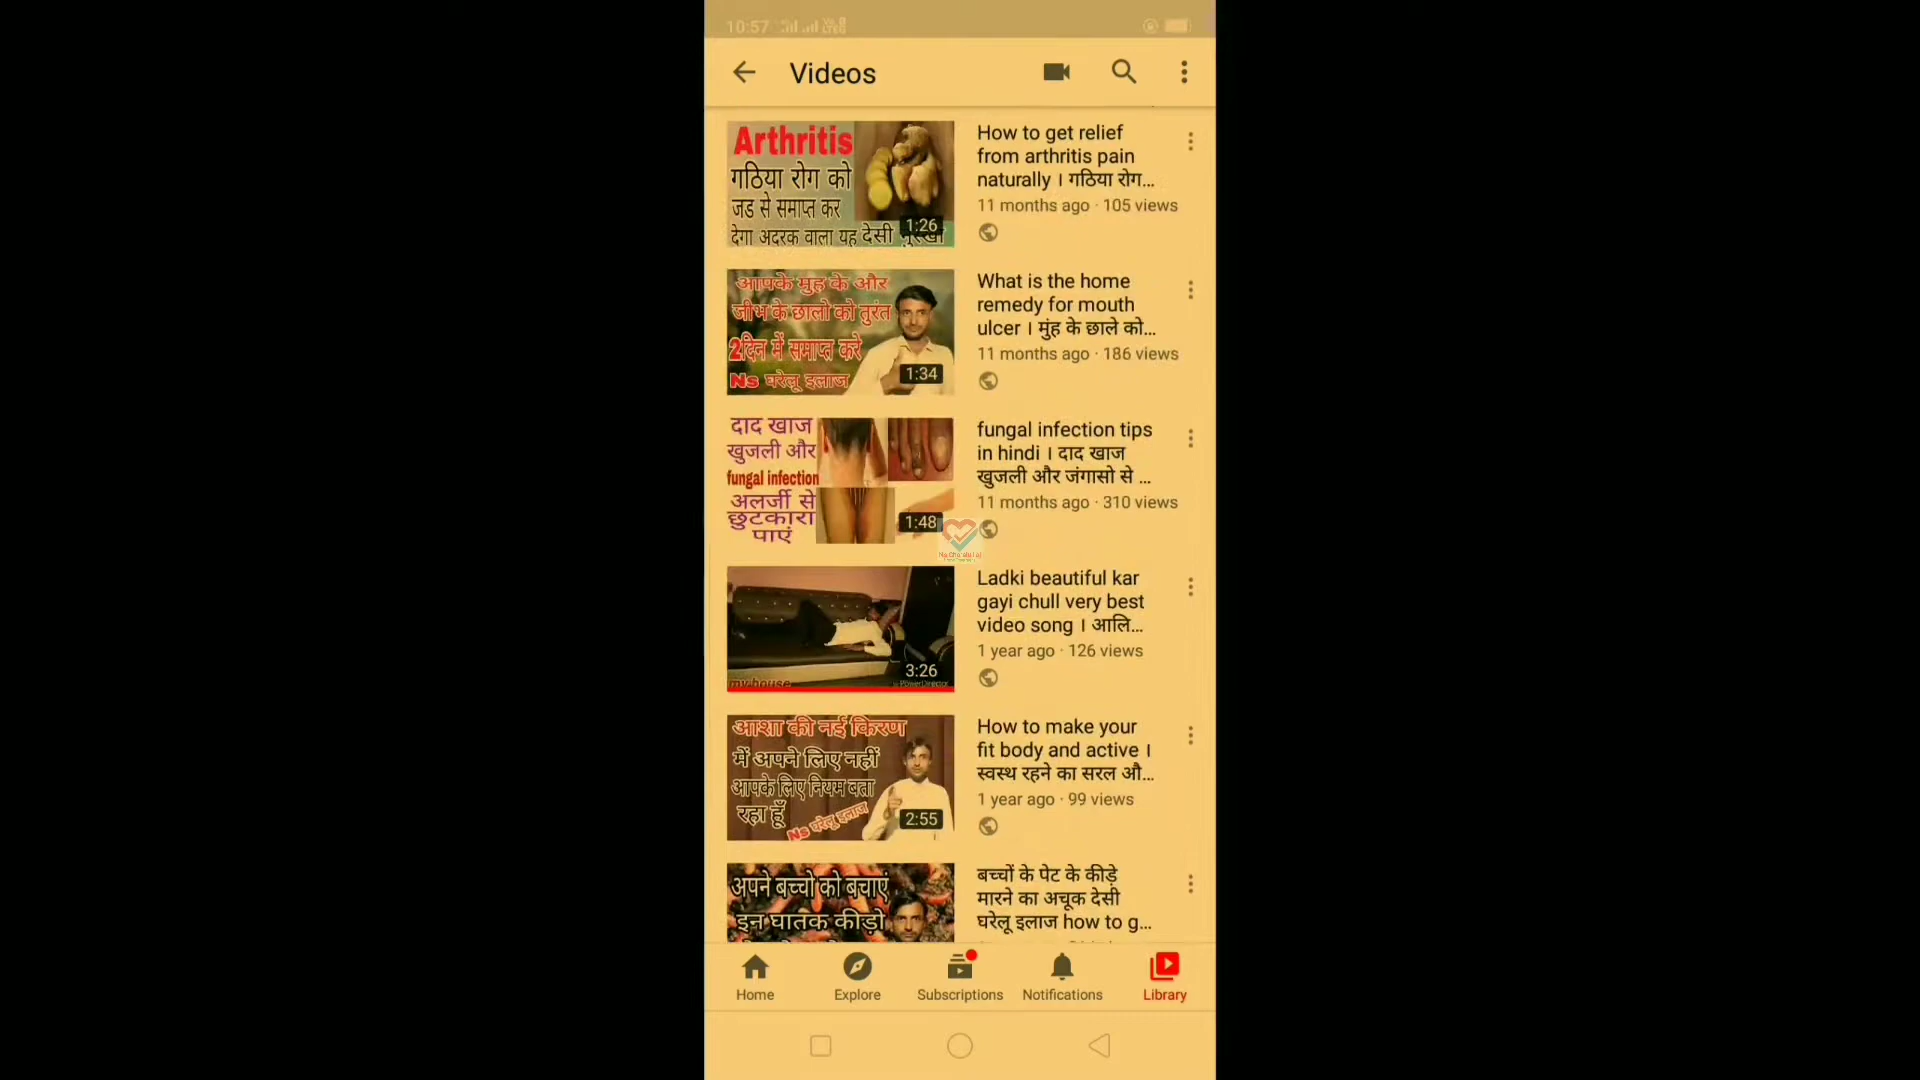 10:57
Videos
Arthritis
गठिया रोग को
जड से समाप्त कर
देगा अदरक वाला यह देसी नुस्खा
1:26
How to get relief
from arthritis pain
naturally । गठिया रोग...
11 months ago · 105 views
आपके मुह के और
जीभ के छालो को तुरंत
2दिन में समाप्त करे
Ns घरेलू इलाज
1:34
What is the home
remedy for mouth
ulcer । मुंह के छाले को...
11 months ago · 186 views
दाद खाज
खुजली और
fungal infection
अलर्जी से
छुटकारा
पाएं
1:48
fungal infection tips
in hindi । दाद खाज
खुजली और जंगासो से ...
11 months ago · 310 views
my house
3:26
PowerDirector
Ladki beautiful kar
gayi chull very best
video song । आलि...
1 year ago · 126 views
आशा की नई किरण
में अपने लिए नहीं
आपके लिए नियम बता
रहा हूँ
Ns घरेलू इलाज
2:55
How to make your
fit body and active ।
स्वस्थ रहने का सरल औ...
1 year ago · 99 views
अपने बच्चो को बचाएं
इन घातक कीड़ो
बच्चों के पेट के कीड़े
मारने का अचूक देसी
घरेलू इलाज how to g...
Home
Explore
Subscriptions
Notifications
Library